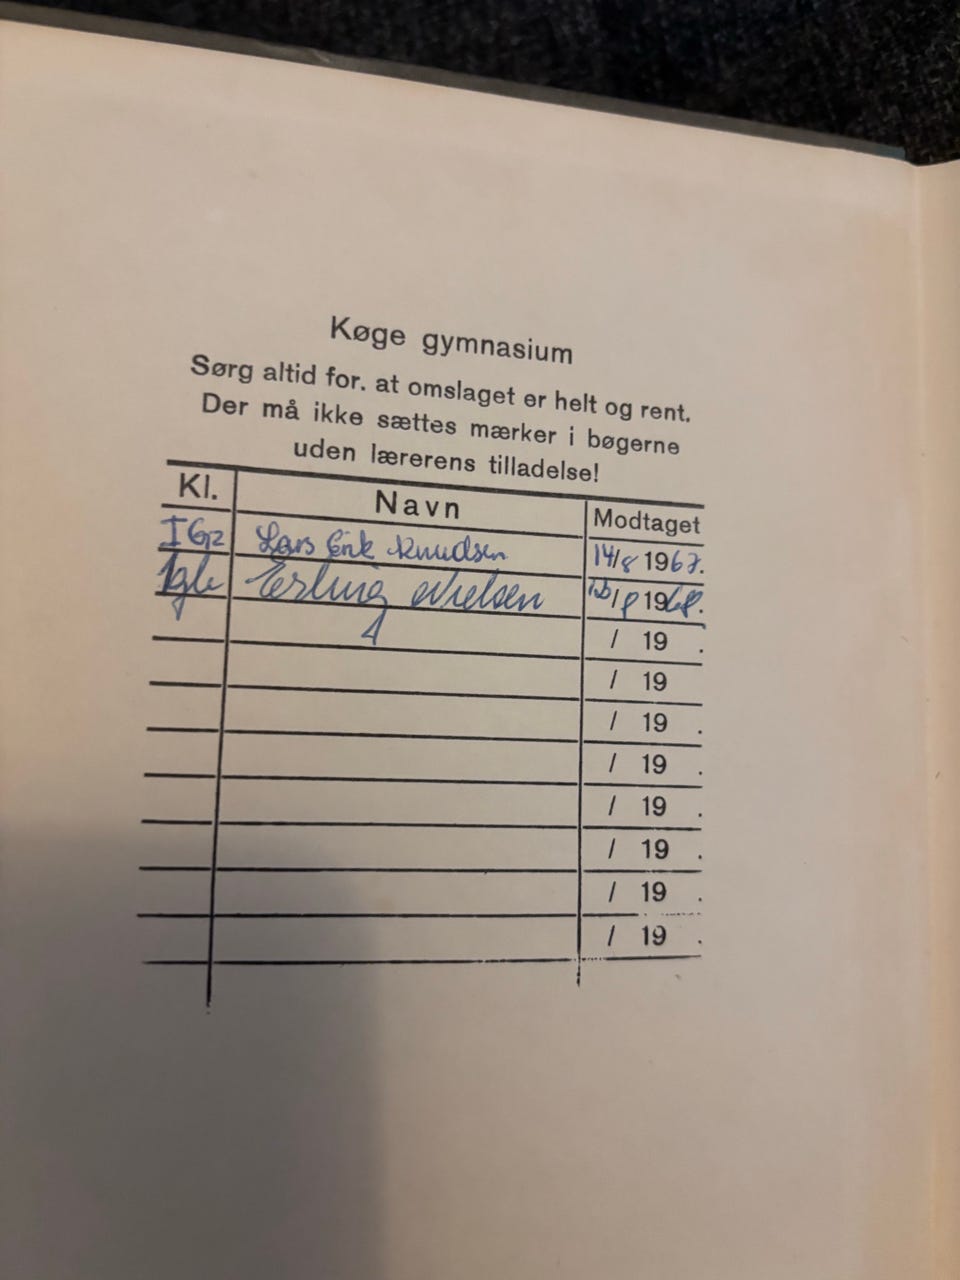 Køge gymnasium
Sørg altid for. at omslaget er helt og rent.
Der må ikke sættes mærker i bøgerne
uden lærerens tilladelse!
Kl. Navn Modtaget
Lars Erik Knudsen 14/8 1967.
Erling Nielsen /8 1968.
/ 19 .
/ 19 .
/ 19 .
/ 19 .
/ 19 .
/ 19 .
/ 19 .
/ 19 .